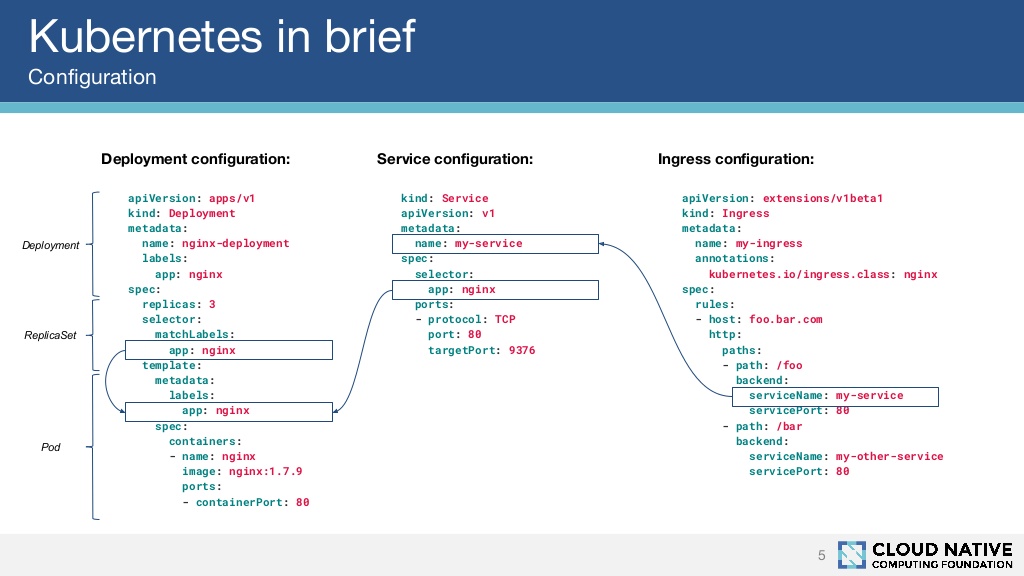 Kubernetes in brief
Configuration
Deployment configuration:
Deployment
ReplicaSet
Pod
apiVersion: apps/v1
kind: Deployment
metadata:
  name: nginx-deployment
  labels:
    app: nginx
spec:
  replicas: 3
  selector:
    matchLabels:
      app: nginx
  template:
    metadata:
      labels:
        app: nginx
    spec:
      containers:
      - name: nginx
        image: nginx:1.7.9
        ports:
        - containerPort: 80
Service configuration:
kind: Service
apiVersion: v1
metadata:
  name: my-service
spec:
  selector:
    app: nginx
  ports:
  - protocol: TCP
    port: 80
    targetPort: 9376
Ingress configuration:
apiVersion: extensions/v1beta1
kind: Ingress
metadata:
  name: my-ingress
  annotations:
    kubernetes.io/ingress.class: nginx
spec:
  rules:
  - host: foo.bar.com
    http:
      paths:
      - path: /foo
        backend:
          serviceName: my-service
          servicePort: 80
      - path: /bar
        backend:
          serviceName: my-other-service
          servicePort: 80
5
CLOUD NATIVE
COMPUTING FOUNDATION